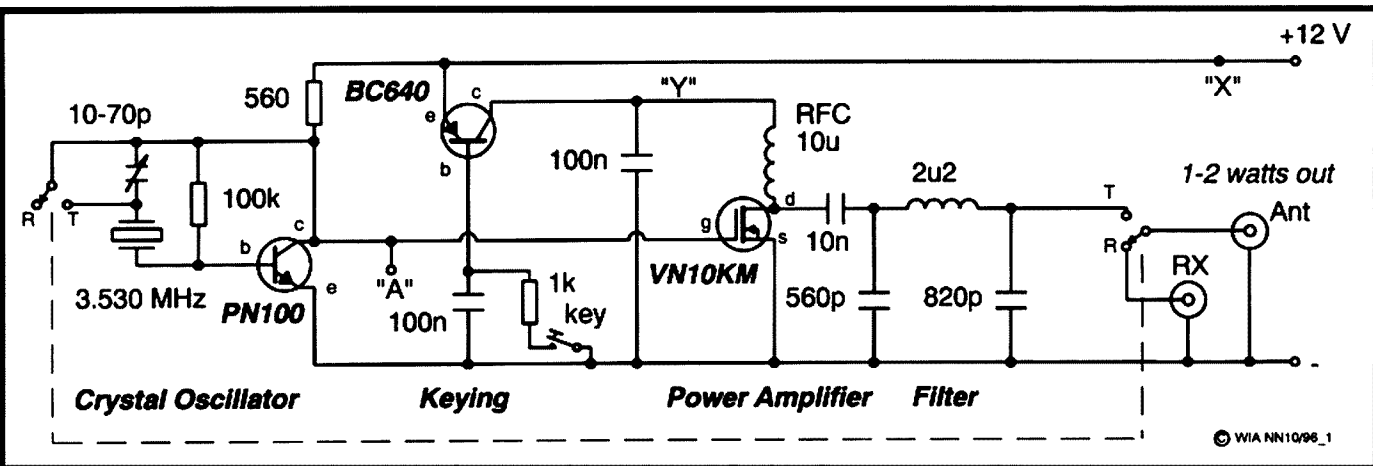 +12 V
"X"
BC640
c
"Y"
560
e
RFC
10u
10-70p
100n
b
2u2
1-2 watts out
T
Ant
100k
R
T
d
g
s
10n
R
c
b
RX
"A"
1k
VN10KM
3.530 MHz
e
key
560p
820p
PN100
100n
-
Crystal Oscillator
Keying
Power Amplifier
Filter
© WIA NN10/96_1